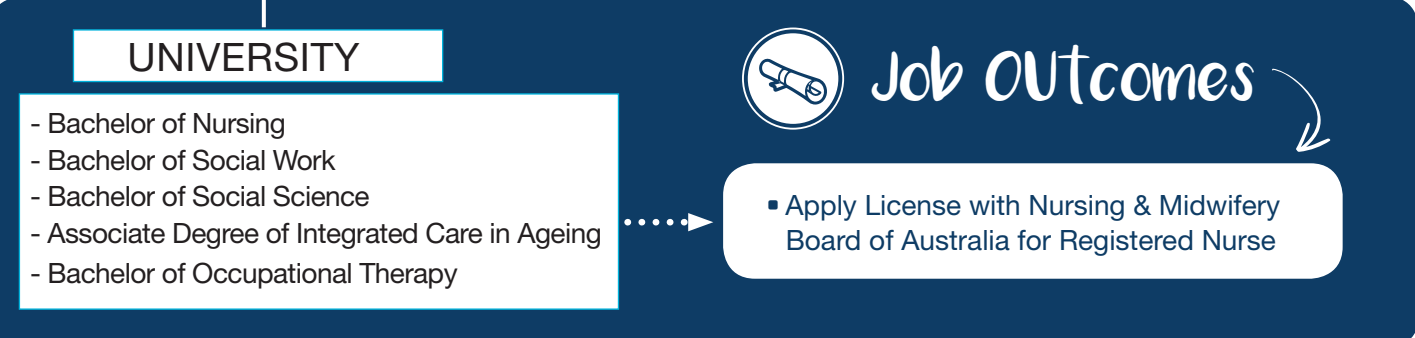 UNIVERSITY
- Bachelor of Nursing
- Bachelor of Social Work
- Bachelor of Social Science
- Associate Degree of Integrated Care in Ageing
- Bachelor of Occupational Therapy
Job OUtcomes
▪ Apply License with Nursing & Midwifery
Board of Australia for Registered Nurse